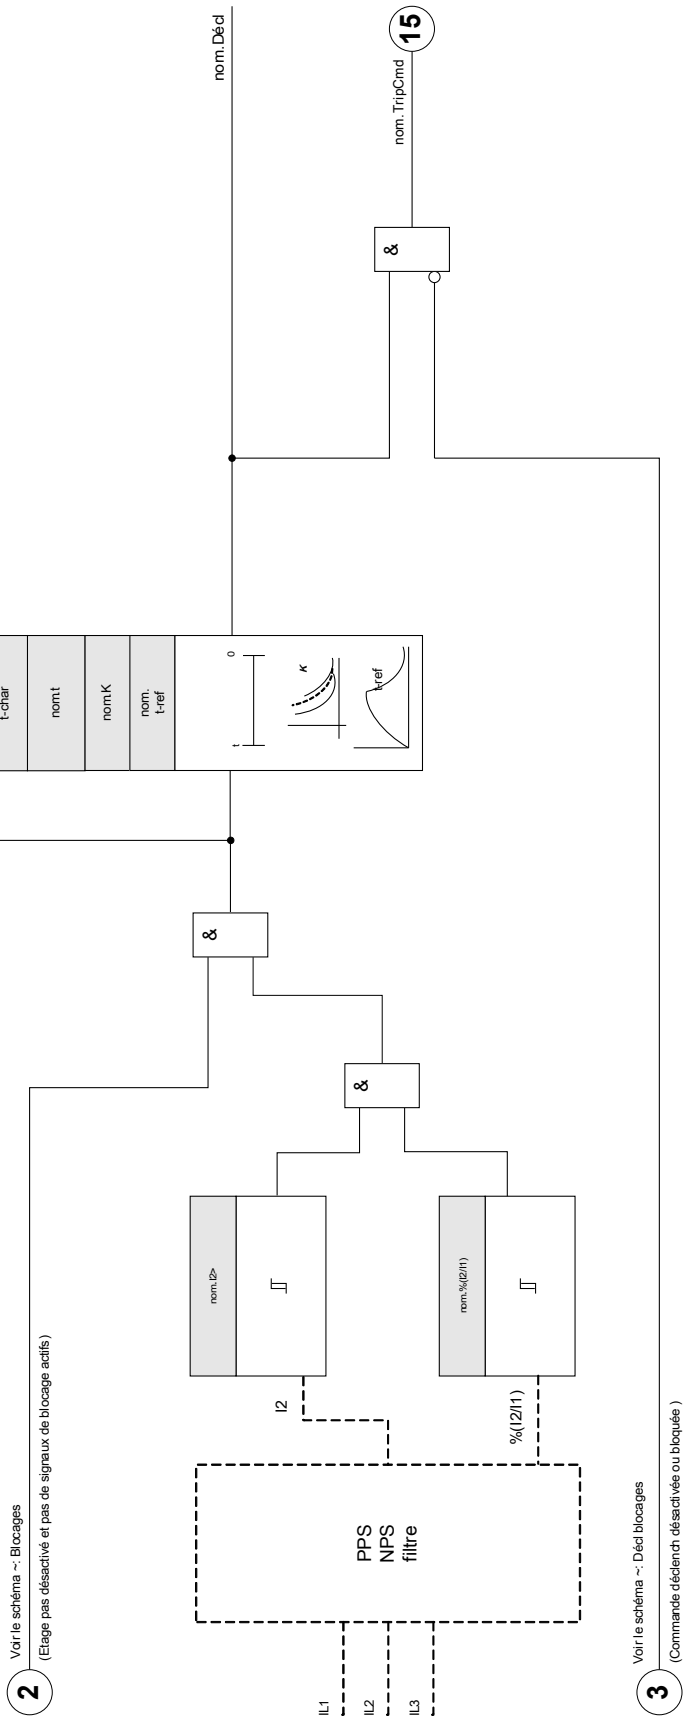 2
Voir le schéma ~: Blocages
(Etage pas désactivé et pas de signaux de blocage actifs)
IL1
IL2
IL3
PPS
NPS
filtre
I2
%(I2/I1)
nom.I2>
nom.%(I2/I1)
&
&
t-char
nom.t
nom.K
nom.
t-ref
t
0
K
t-ref
nom.Décl
&
nom.TripCmd
15
3
Voir le schéma ~: Décl blocages
(Commande déclench désactivée ou bloquée )